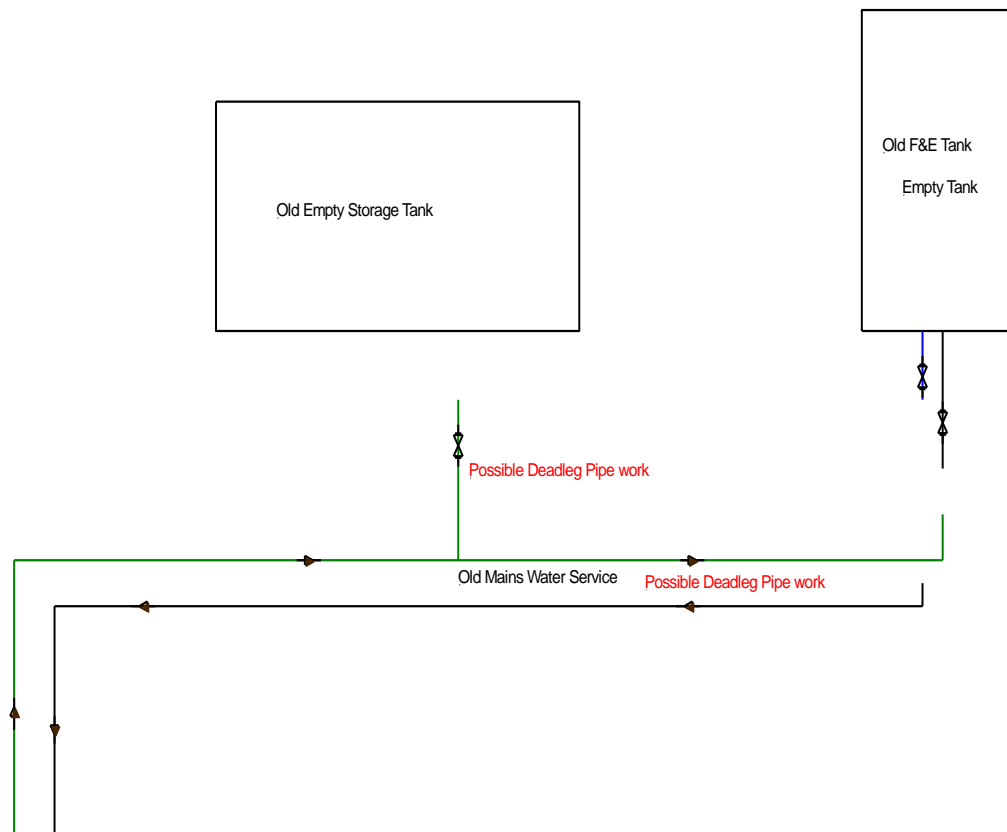 Old F&E Tank
Empty Tank
Old Empty Storage Tank
Possible Deadleg Pipe work
Old Mains Water Service
Possible Deadleg Pipe work